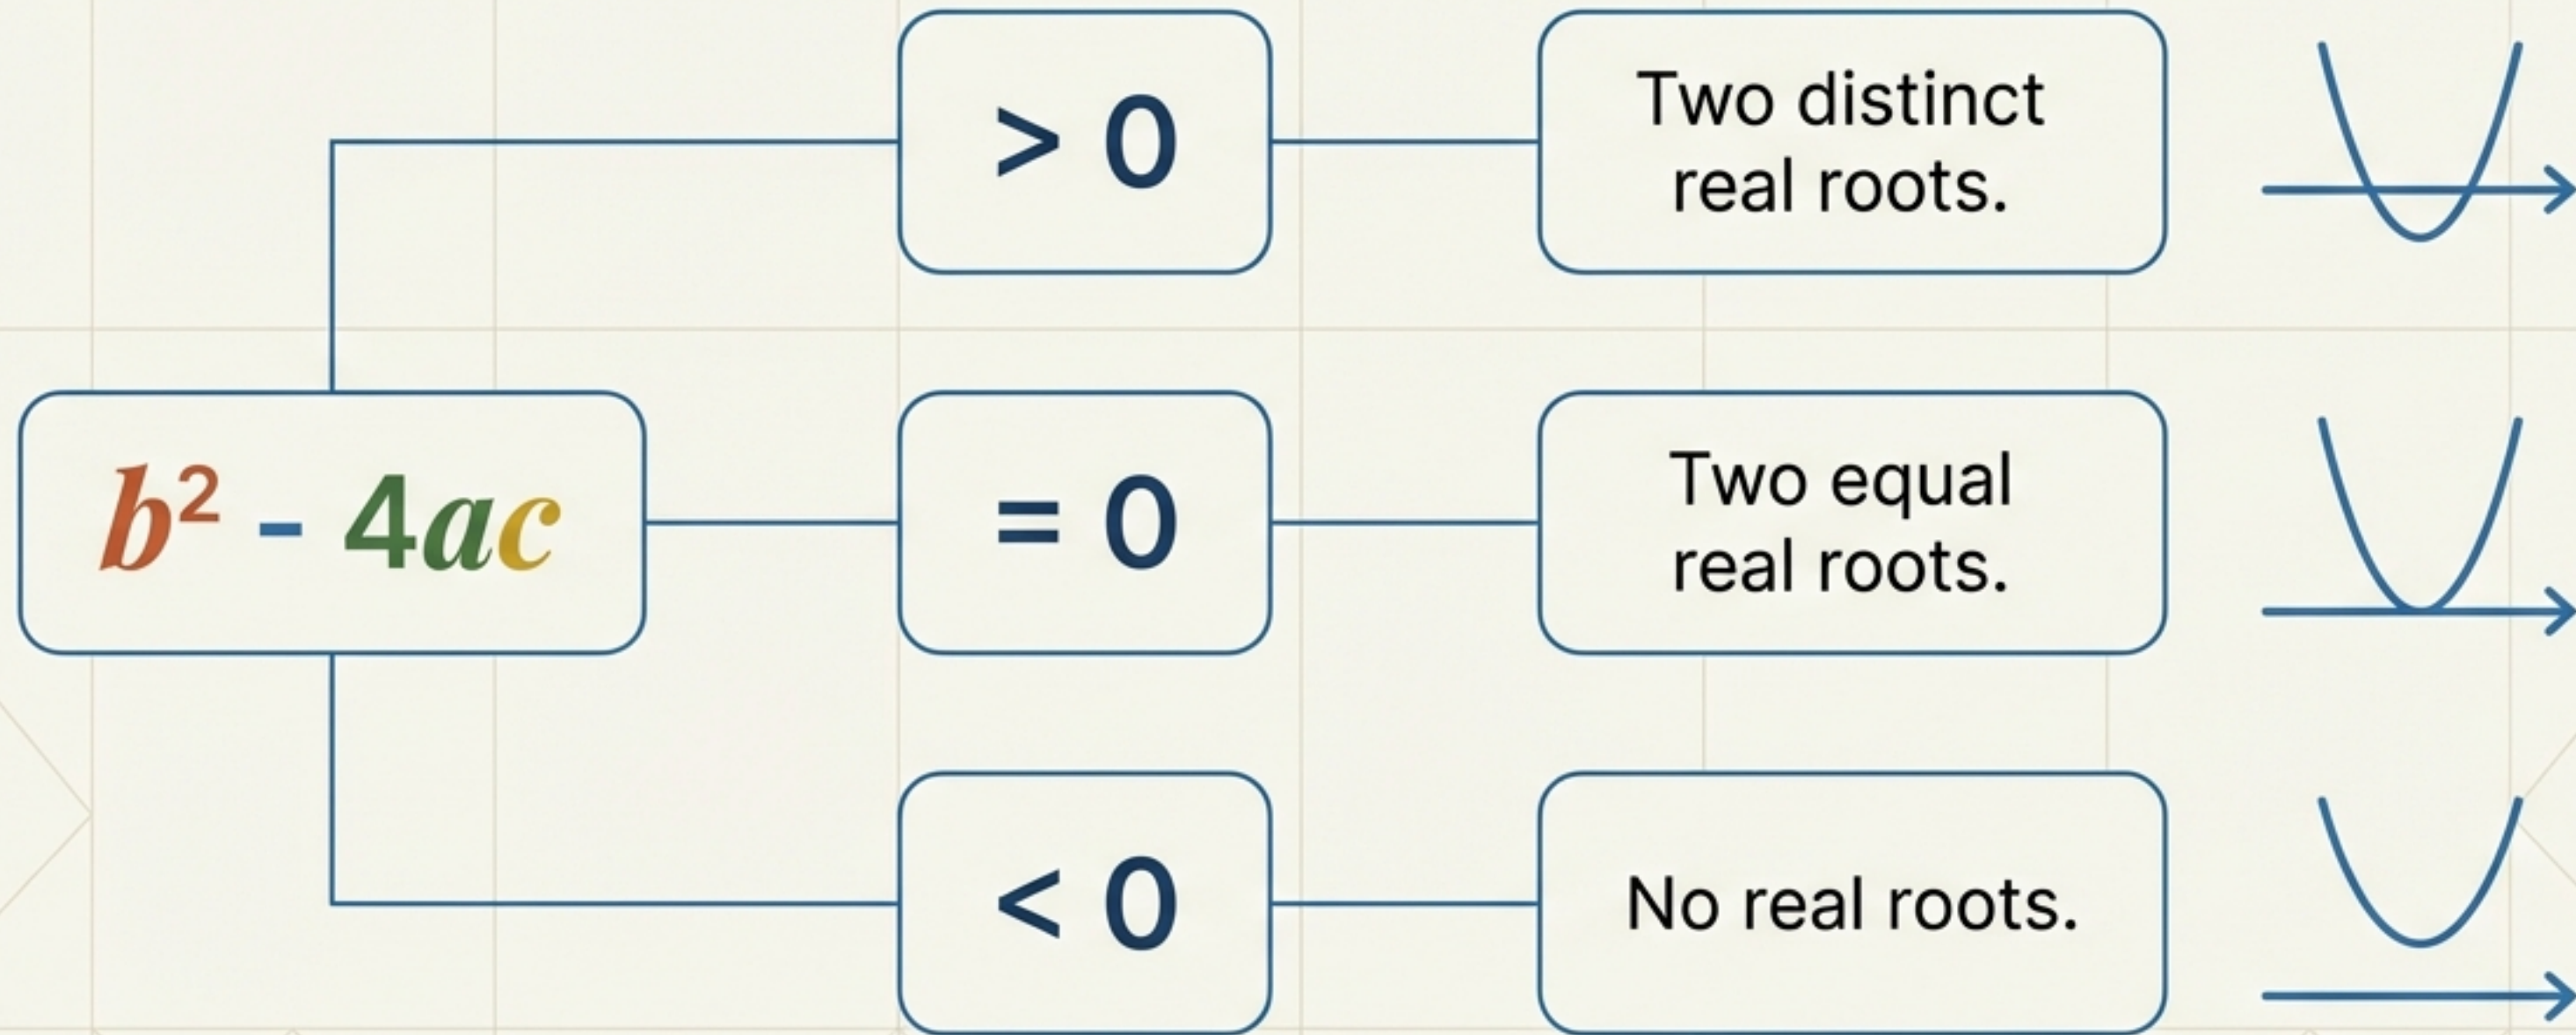 > 0
Two distinct
real roots.
b² - 4ac
= 0
Two equal
real roots.
< 0
No real roots.